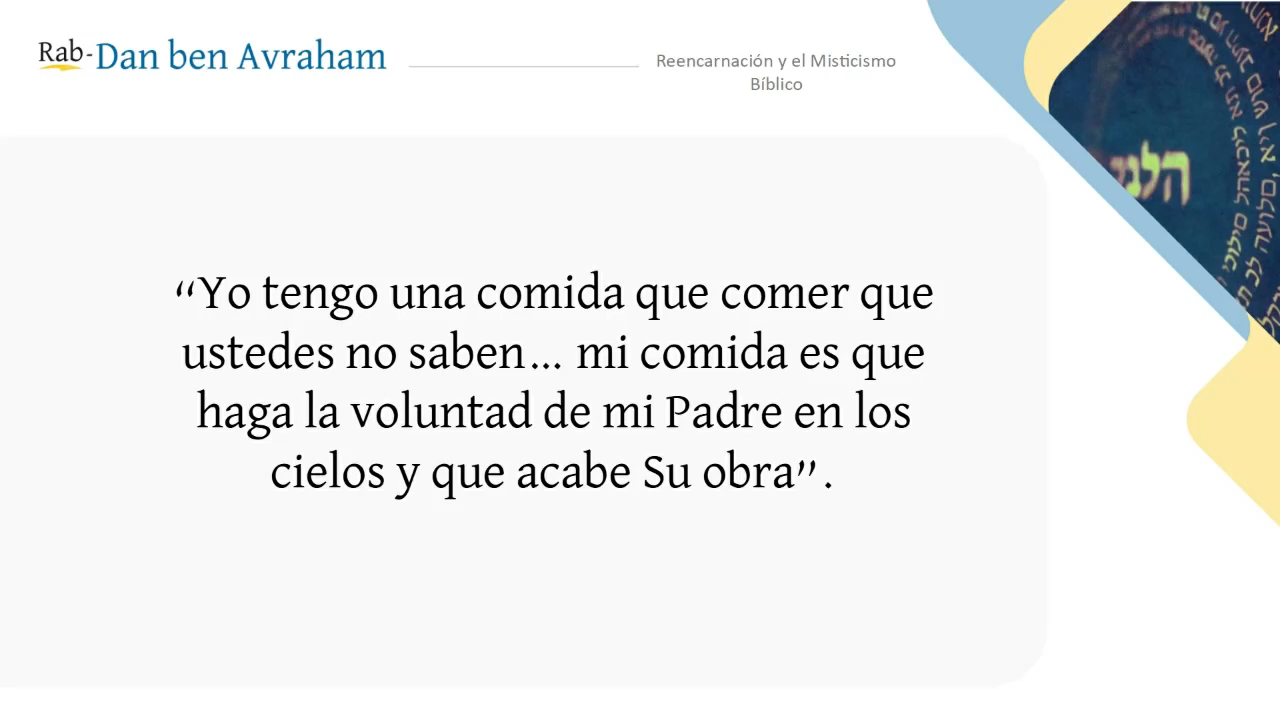 Rab-Dan ben Avraham
Reencarnación y el Misticismo
Bíblico
“Yo tengo una comida que comer que
ustedes no saben... mi comida es que
haga la voluntad de mi Padre en los
cielos y que acabe Su obra”.